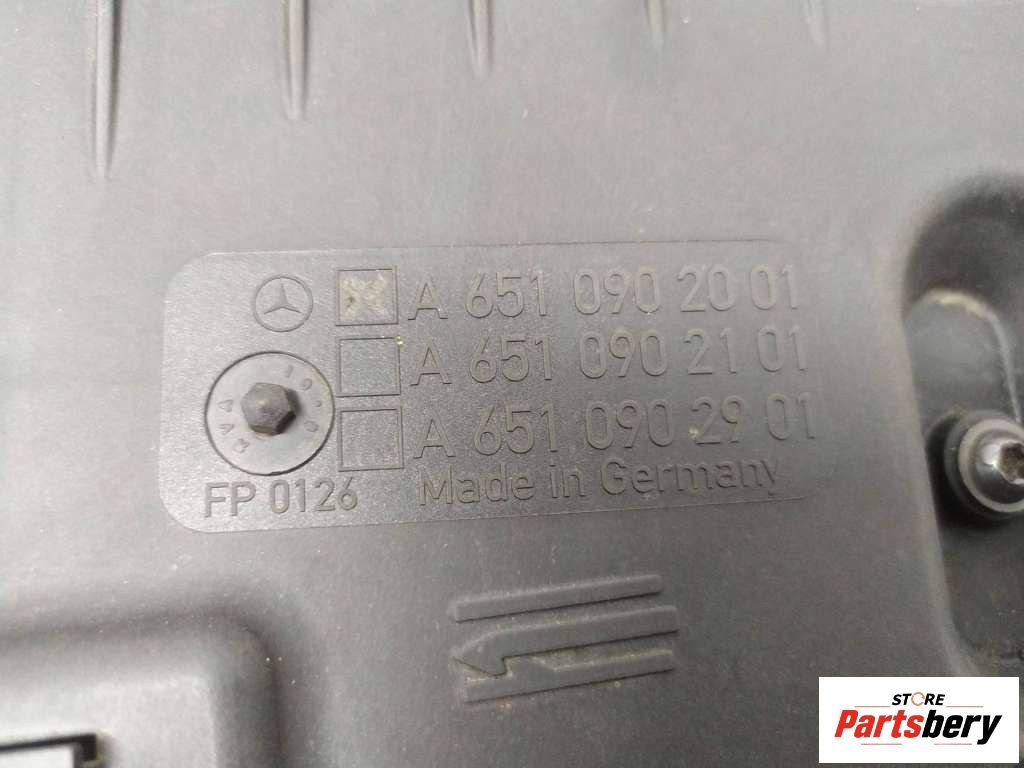 A 651 090 20 01
A 651 090 21 01
A 651 090 29 01
FP 0126 Made in Germany
STORE
Partsbery